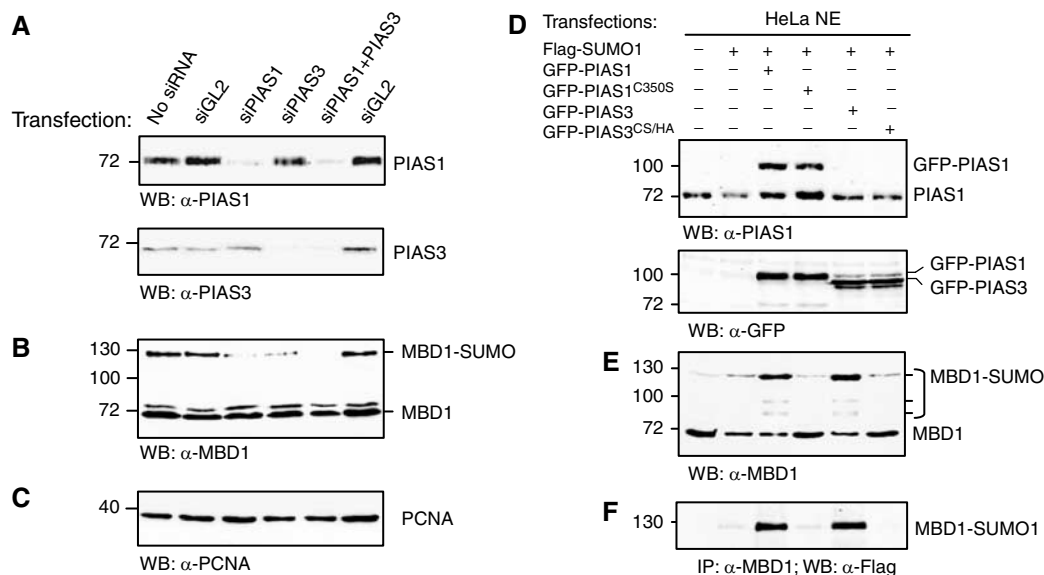 A
Transfection:
No siRNA
siGL2
siPIAS1
siPIAS3
siPIAS1+PIAS3
siGL2
72
PIAS1
WB: α-PIAS1
72
PIAS3
WB: α-PIAS3
B
130
100
72
MBD1-SUMO
MBD1
WB: α-MBD1
C
40
PCNA
WB: α-PCNA
D
Transfections:
HeLa NE
Flag-SUMO1 – + + + + +
GFP-PIAS1 – – + – – –
GFP-PIAS1C350S – – – + – –
GFP-PIAS3 – – – – + –
GFP-PIAS3CS/HA – – – – – +
100
72
GFP-PIAS1
PIAS1
WB: α-PIAS1
100
72
GFP-PIAS1
GFP-PIAS3
WB: α-GFP
E
130
100
72
MBD1-SUMO
MBD1
WB: α-MBD1
F
130
MBD1-SUMO1
IP: α-MBD1; WB: α-Flag